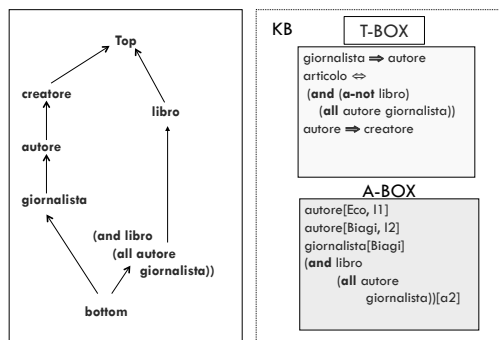 Top
creatore
libro
autore
giornalista
(and libro
(all autore
giornalista))
bottom
KB
T-BOX
giornalista ⇒ autore
articolo ⇔
(and (a-not libro)
(all autore giornalista))
autore ⇒ creatore
A-BOX
autore[Eco, l1]
autore[Biagi, l2]
giornalista[Biagi]
(and libro
(all autore
giornalista))[a2]